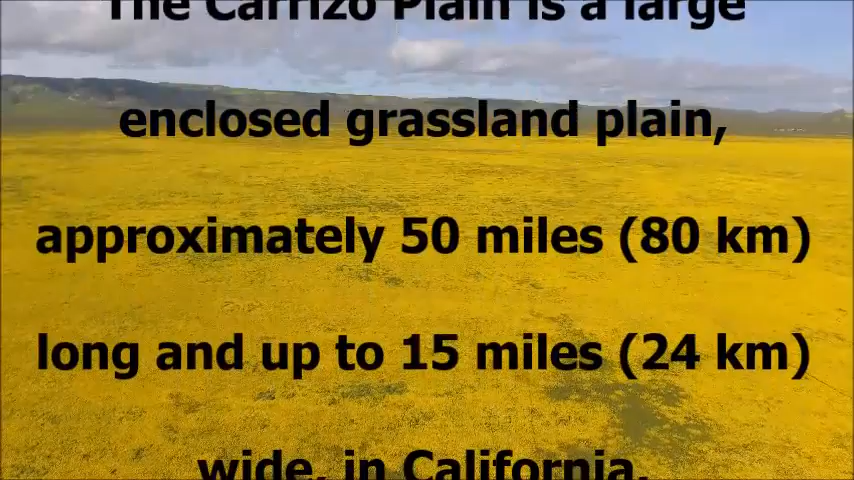 The Carrizo Plain is a large
enclosed grassland plain,
approximately 50 miles (80 km)
long and up to 15 miles (24 km)
wide, in California,